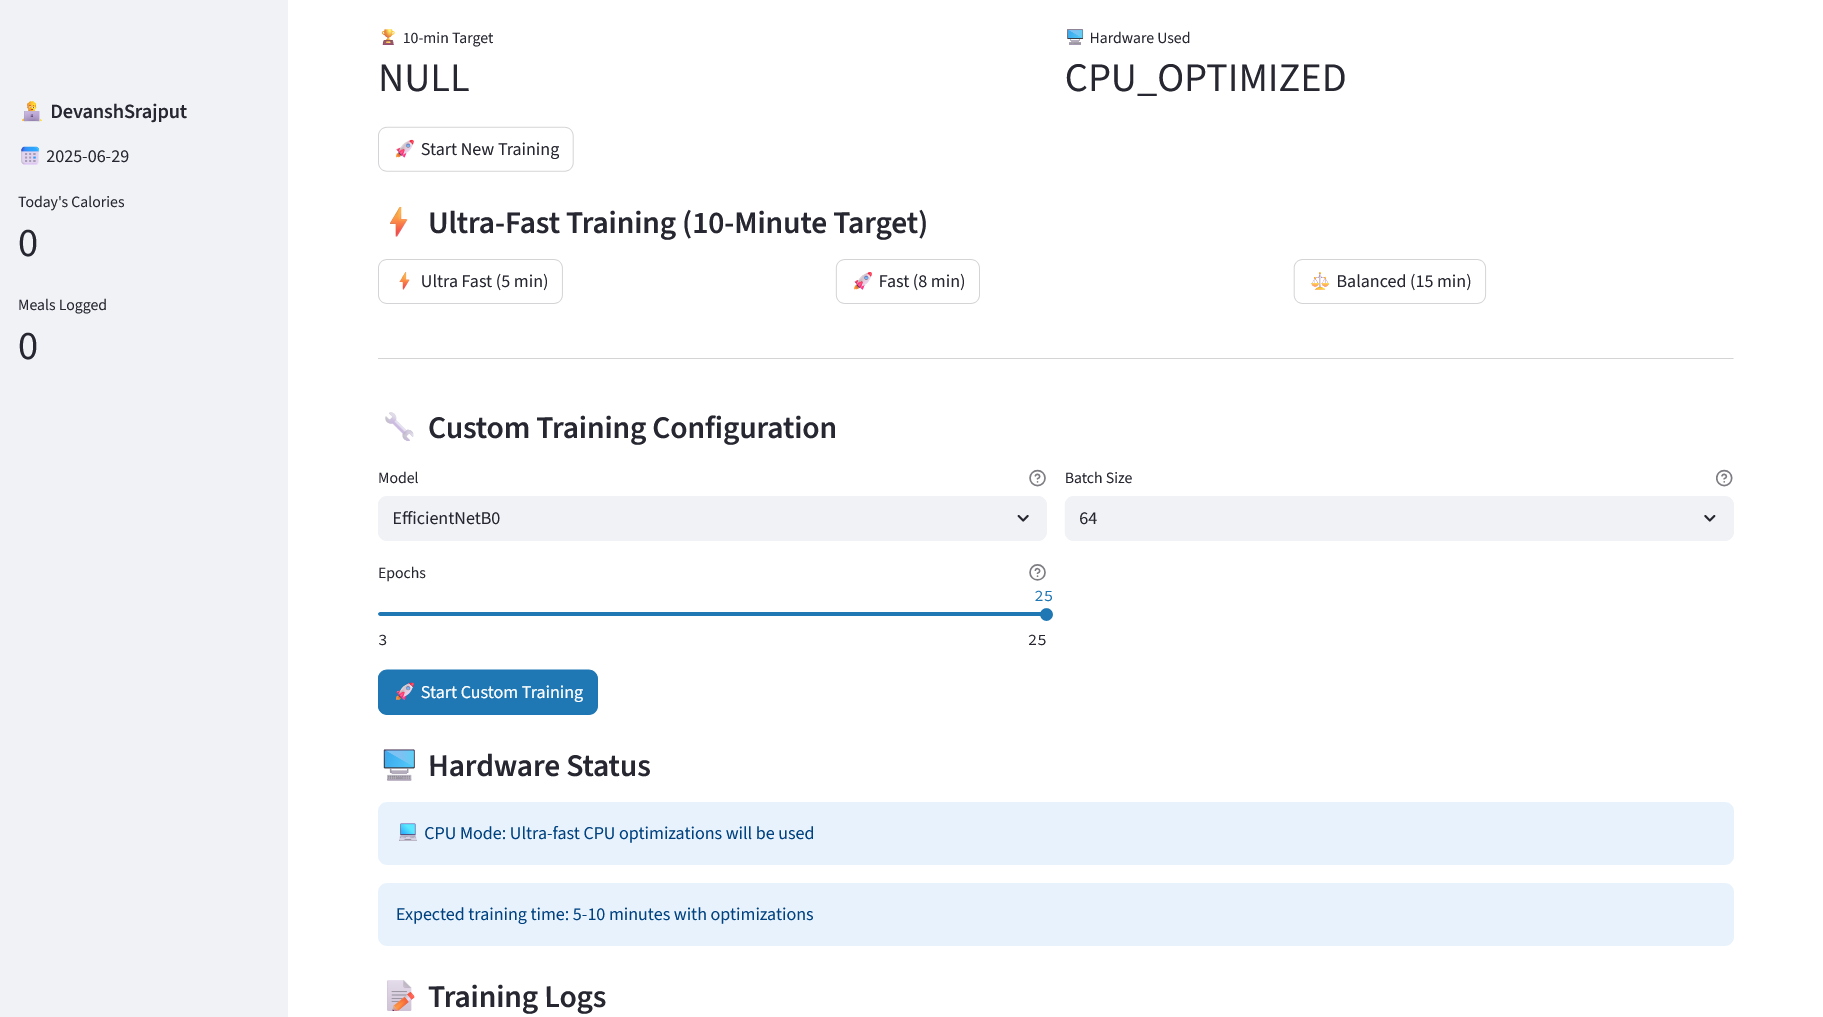 DevanshSrajput
2025-06-29
Today's Calories
0
Meals Logged
0
10-min Target
NULL
Hardware Used
CPU_OPTIMIZED
Start New Training
Ultra-Fast Training (10-Minute Target)
Ultra Fast (5 min)
Fast (8 min)
Balanced (15 min)
Custom Training Configuration
Model
EfficientNetB0
Batch Size
64
Epochs
25
3
25
Start Custom Training
Hardware Status
CPU Mode: Ultra-fast CPU optimizations will be used
Expected training time: 5-10 minutes with optimizations
Training Logs